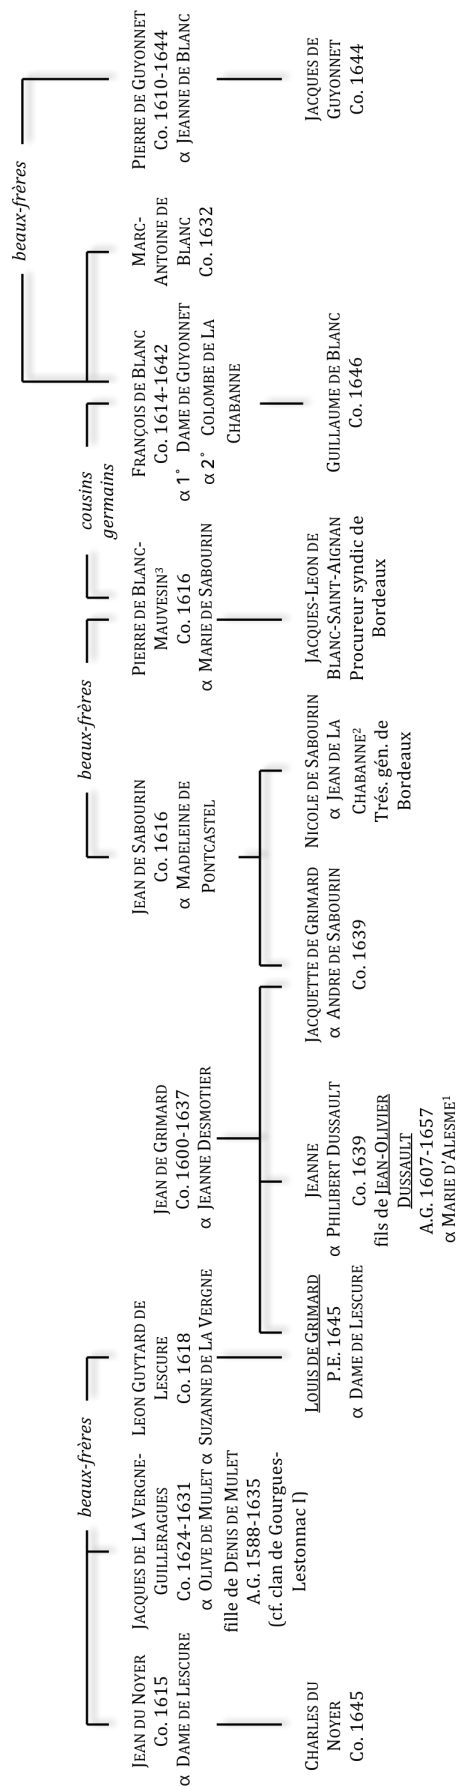 beaux-frères
cousins
germains
beaux-frères
beaux-frères
JEAN DU NOYER
Co. 1615
α DAME DE LESCURE
JACQUES DE LA VERGNE-
GUILLERAGUES
Co. 1624-1631
α OLIVE DE MULET
fille de DENIS DE MULET
A.G. 1588-1635
(cf. clan de Gourgues-
Lestonnac I)
LEON GUYTARD DE
LESCURE
Co. 1618
α SUZANNE DE LA VERGNE
JEAN DE GRIMARD
Co. 1600-1637
α JEANNE DESMOTIER
JEAN DE SABOURIN
Co. 1616
α MADELEINE DE
PONTCASTEL
PIERRE DE BLANC-
MAUVESIN³
Co. 1616
α MARIE DE SABOURIN
FRANÇOIS DE BLANC
Co. 1614-1642
α 1° DAME DE GUYONNET
α 2° COLOMBE DE LA
CHABANNE
MARC-
ANTOINE DE
BLANC
Co. 1632
PIERRE DE GUYONNET
Co. 1610-1644
α JEANNE DE BLANC
CHARLES DU
NOYER
Co. 1645
LOUIS DE GRIMARD
P.E. 1645
α DAME DE LESCURE
JEANNE
α PHILIBERT DUSSAULT
Co. 1639
fils de JEAN-OLIVIER
DUSSAULT
A.G. 1607-1657
α MARIE D'ALESME¹
JACQUETTE DE GRIMARD
α ANDRE DE SABOURIN
Co. 1639
NICOLE DE SABOURIN
α JEAN DE LA
CHABANNE²
Trés. gén. de
Bordeaux
JACQUES-LEON DE
BLANC-SAINT-AIGNAN
Procureur syndic de
Bordeaux
GUILLAUME DE BLANC
Co. 1646
JACQUES DE
GUYONNET
Co. 1644